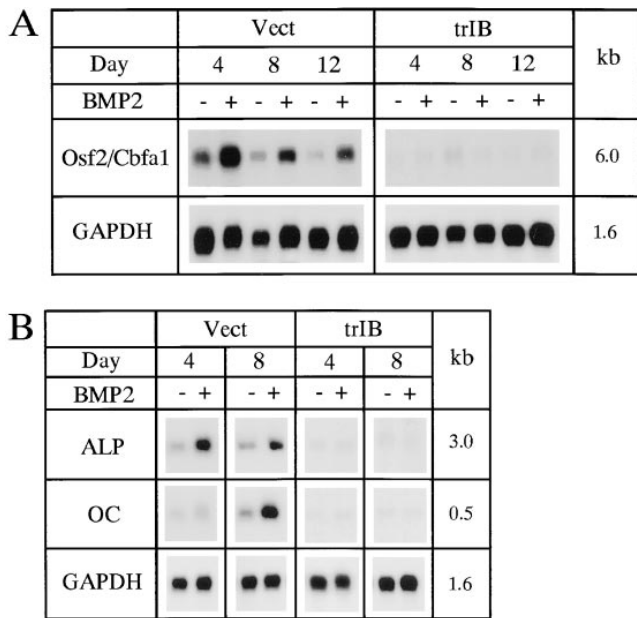 A
Vect trIB
kb
Day 4 8 12 4 8 12
BMP2 - + - + - + - + - + - +
Osf2/Cbfa1 6.0
GAPDH 1.6
B
Vect trIB
kb
Day 4 8 4 8
BMP2 - + - + - + - +
ALP 3.0
OC 0.5
GAPDH 1.6